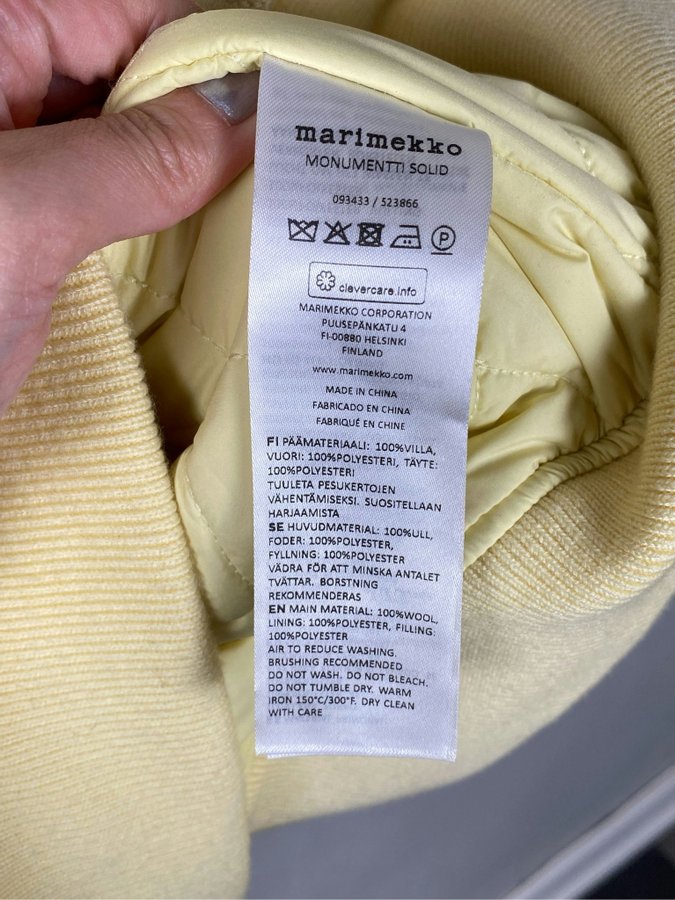 marimekko
MONUMENTTI SOLID
093433 / 523866
P
clevercare.info
MARIMEKKO CORPORATION
PUUSEPÄNKATU 4
FI-00880 HELSINKI
FINLAND
www.marimekko.com
MADE IN CHINA
FABRICADO EN CHINA
FABRIQUÉ EN CHINE
FI PÄÄMATERIAALI: 100%VILLA,
VUORI: 100%POLYESTERI, TÄYTE:
100%POLYESTERI
TUULETA PESUKERTOJEN
VÄHENTÄMISEKSI. SUOSITELLAAN
HARJAAMISTA
SE HUVUDMATERIAL: 100%ULL,
FODER: 100%POLYESTER,
FYLLNING: 100%POLYESTER
VÄDRA FÖR ATT MINSKA ANTALET
TVÄTTAR. BORSTNING
REKOMMENDERAS
EN MAIN MATERIAL: 100%WOOL,
LINING: 100%POLYESTER, FILLING:
100%POLYESTER
AIR TO REDUCE WASHING.
BRUSHING RECOMMENDED
DO NOT WASH. DO NOT BLEACH.
DO NOT TUMBLE DRY. WARM
IRON 150°C/300°F. DRY CLEAN
WITH CARE